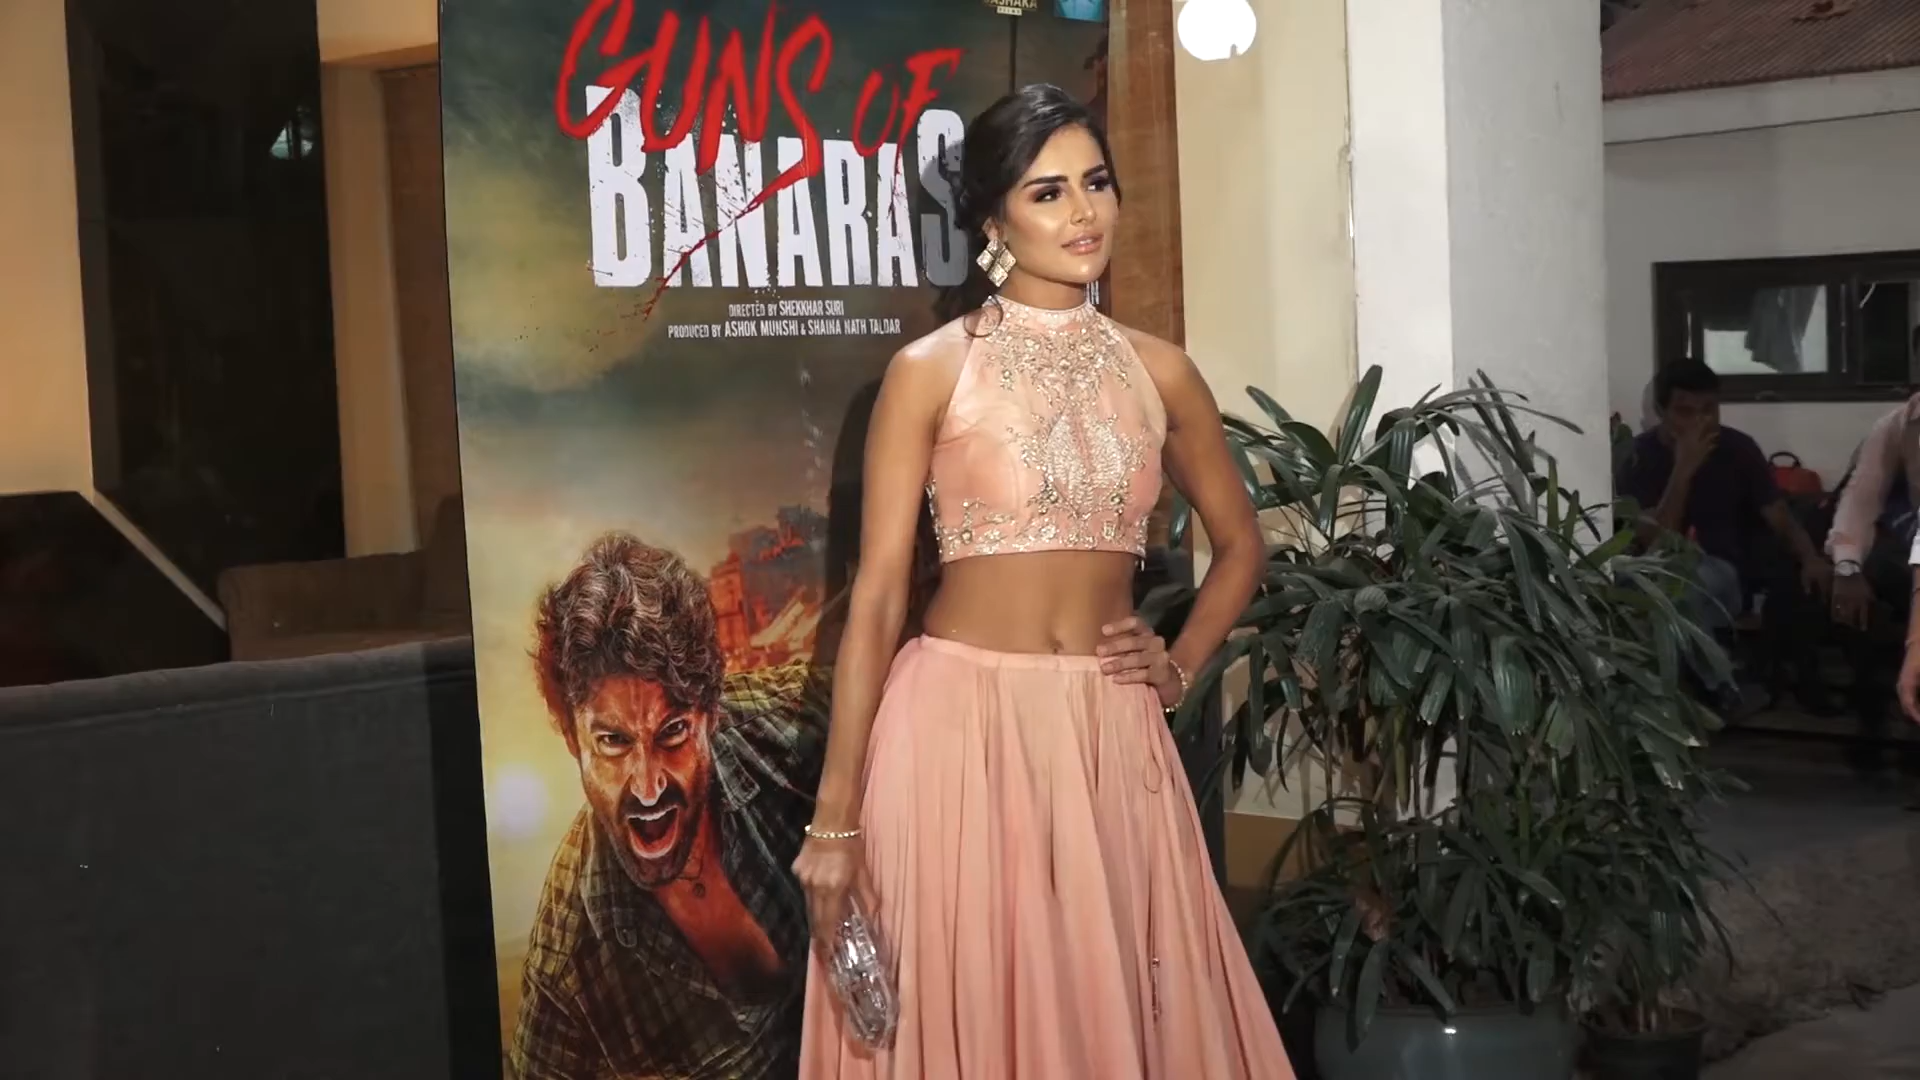 GUNS OF
BANARAS
DIRECTED BY SHEKKHAR SURI
PRODUCED BY ASHOK MUNSHI & SHAINA NATH TALDAR